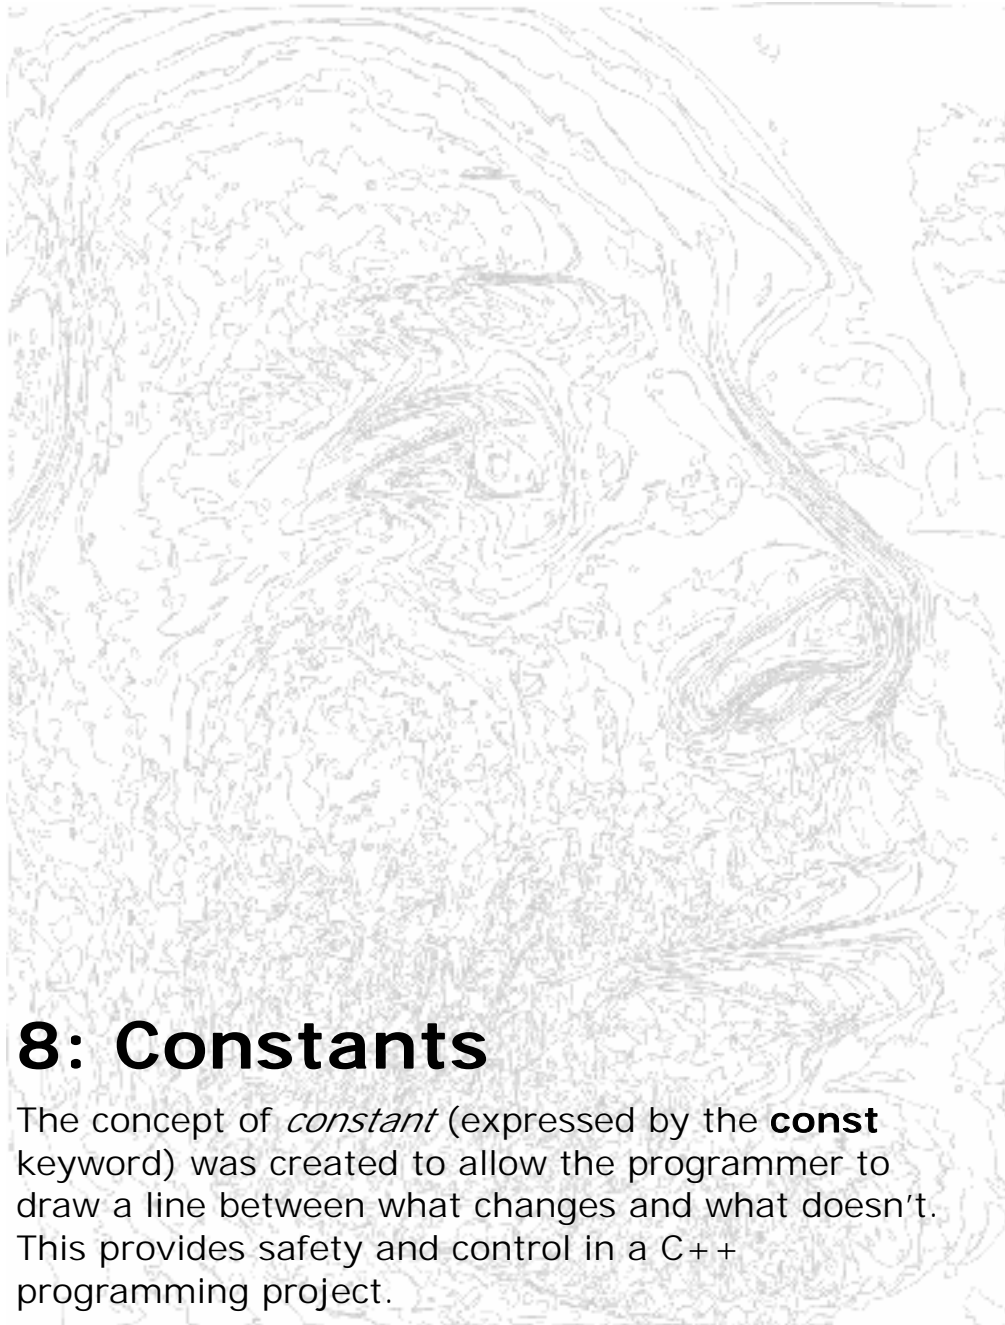 8: Constants
The concept of constant (expressed by the const
keyword) was created to allow the programmer to
draw a line between what changes and what doesn't.
This provides safety and control in a C++
programming project.